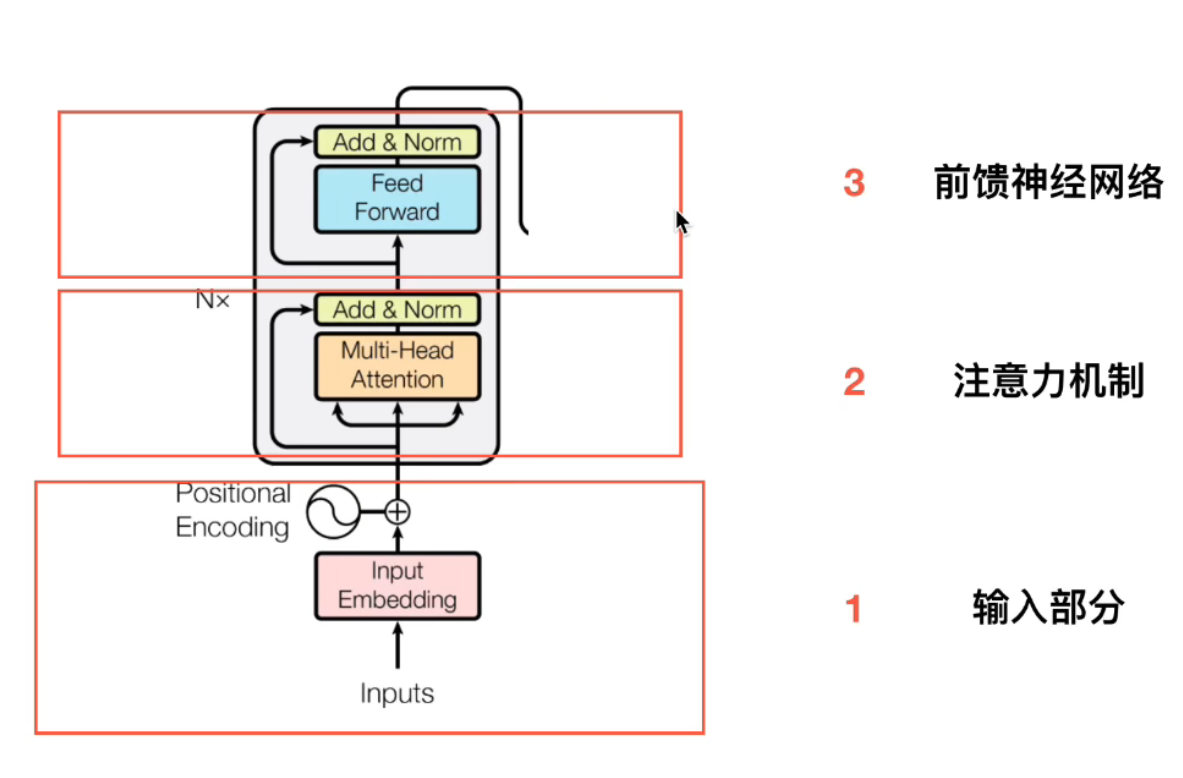 Add & Norm
Feed
Forward
3 前馈神经网络
N×
Add & Norm
Multi-Head
Attention
2 注意力机制
Positional
Encoding
Input
Embedding
1 输入部分
Inputs